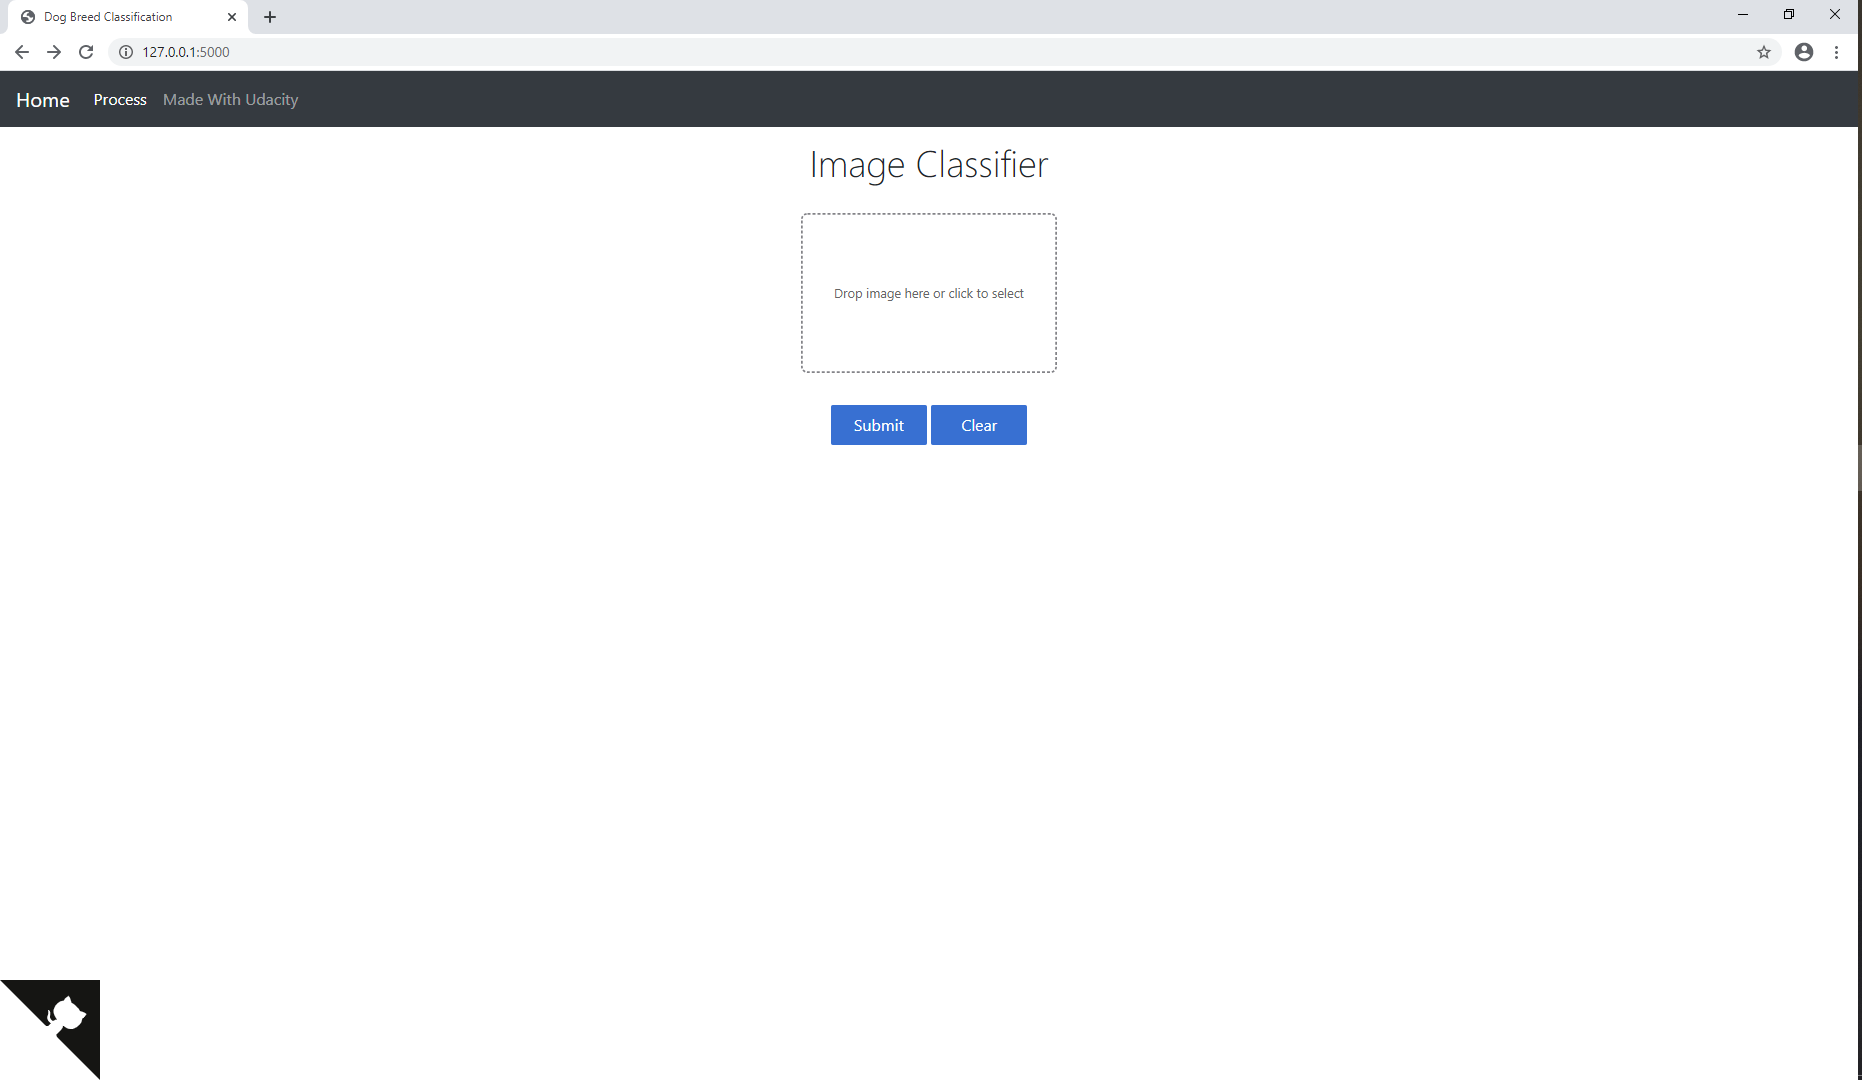 Dog Breed Classification
127.0.0.1:5000
Home Process Made With Udacity
Image Classifier
Drop image here or click to select
Submit Clear